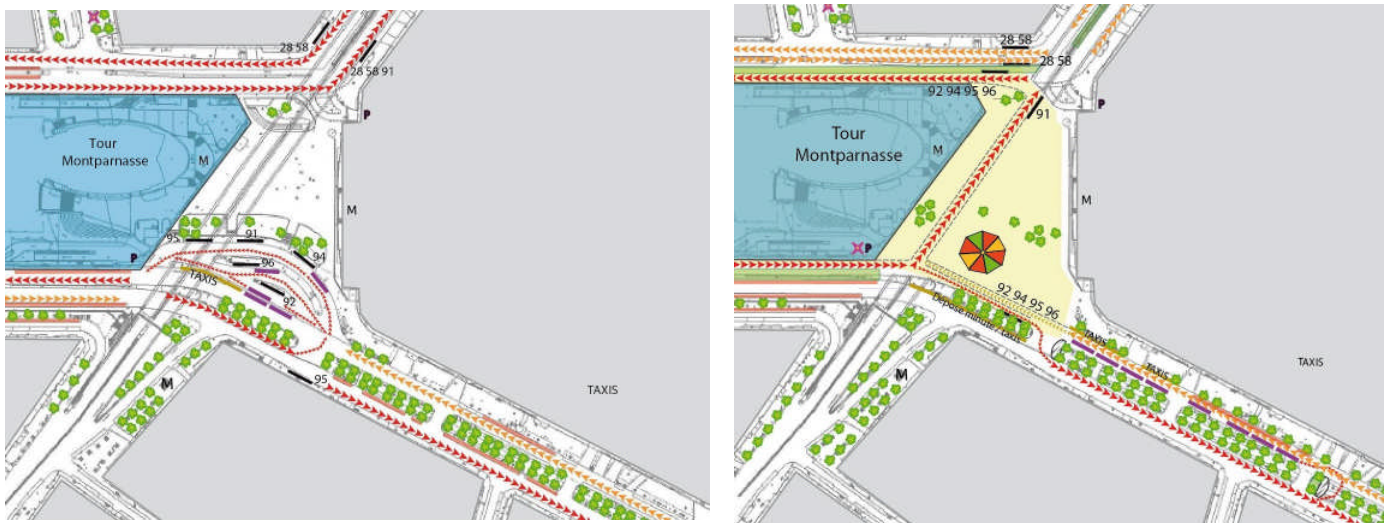 28 58
28 58 91
P
Tour
Montparnasse
M
M
95
91
94
P
96
TAXIS
92
95
M
TAXIS
28 58
28 58
92 94 95 96
91
P
Tour
Montparnasse
M
M
P
92 94 95 96
Dépose minute / taxis
TAXIS
TAXIS
TAXIS
TAXIS
M